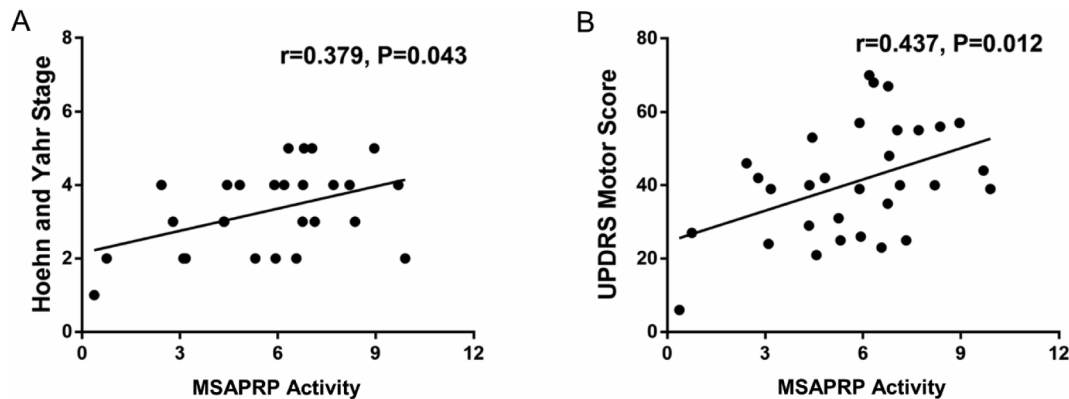 A
r=0.379, P=0.043
Hoehn and Yahr Stage
8
6
4
2
0
0 3 6 9 12
MSAPRP Activity
B
r=0.437, P=0.012
UPDRS Motor Score
80
60
40
20
0
0 3 6 9 12
MSAPRP Activity